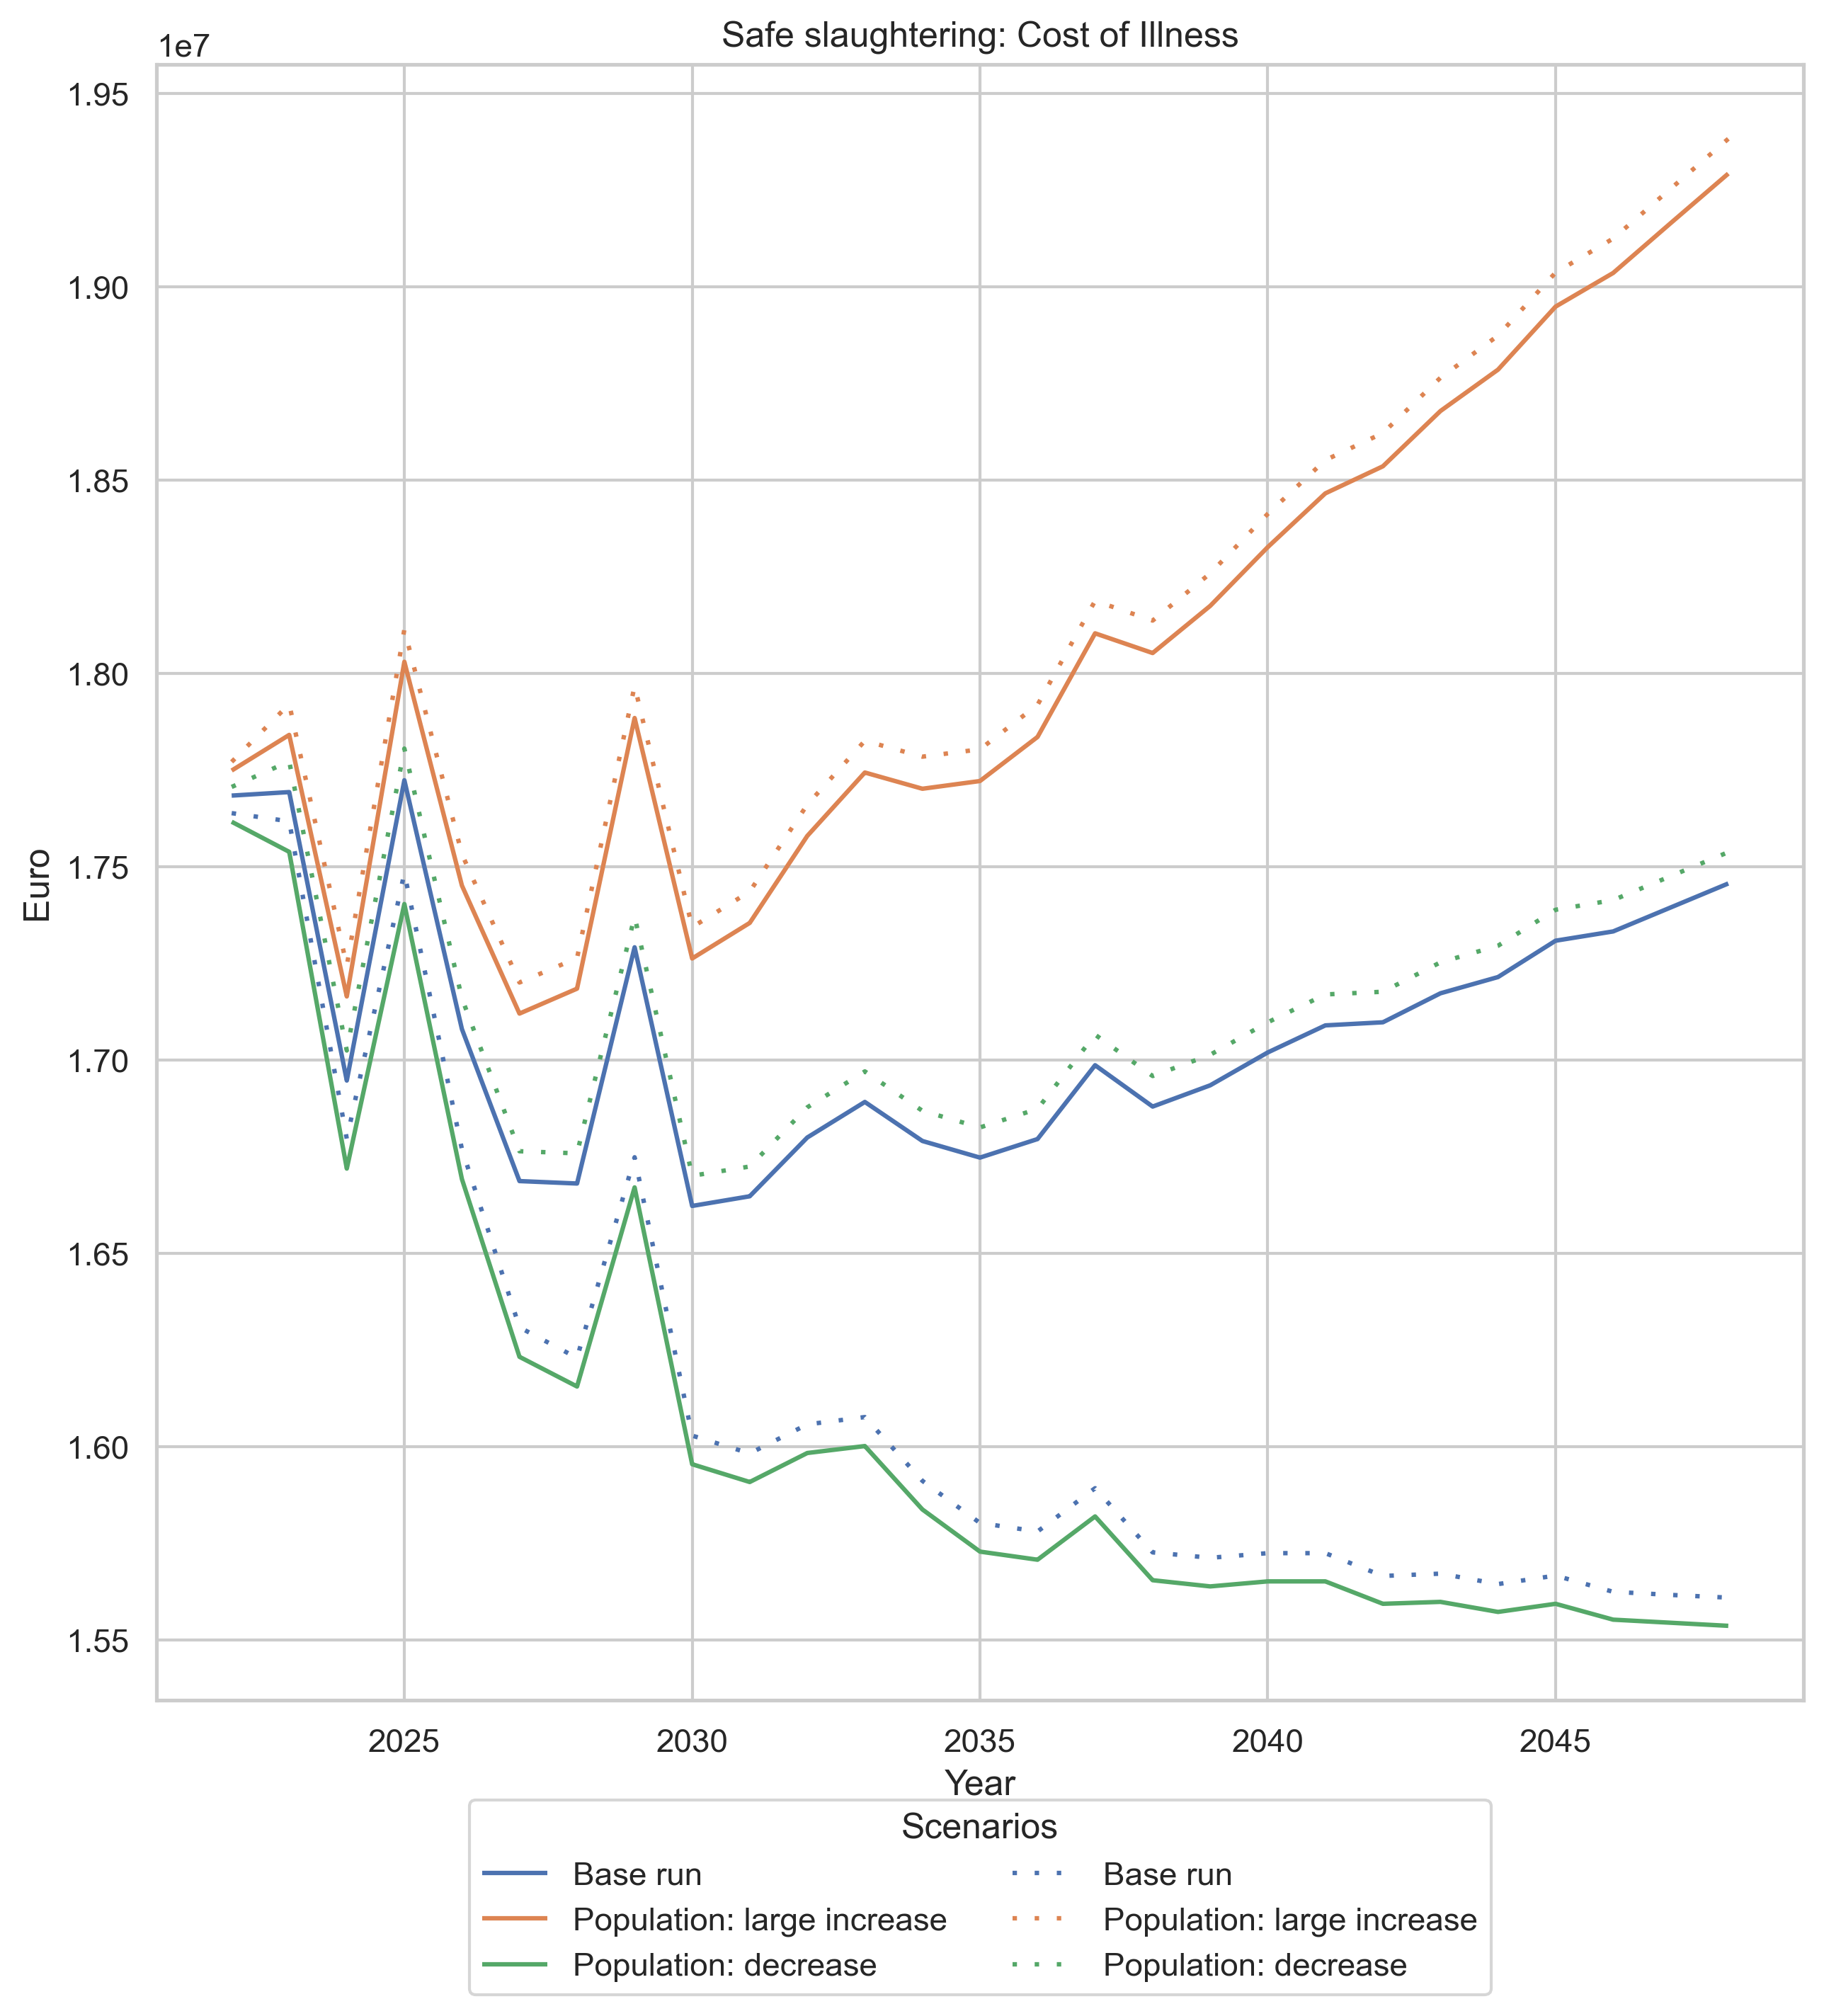 Safe slaughtering: Cost of Illness
1e7
1.95
1.90
1.85
1.80
1.75
1.70
1.65
1.60
1.55
Euro
2025 2030 2035 2040 2045
Year
Scenarios
Base run Base run
Population: large increase Population: large increase
Population: decrease Population: decrease